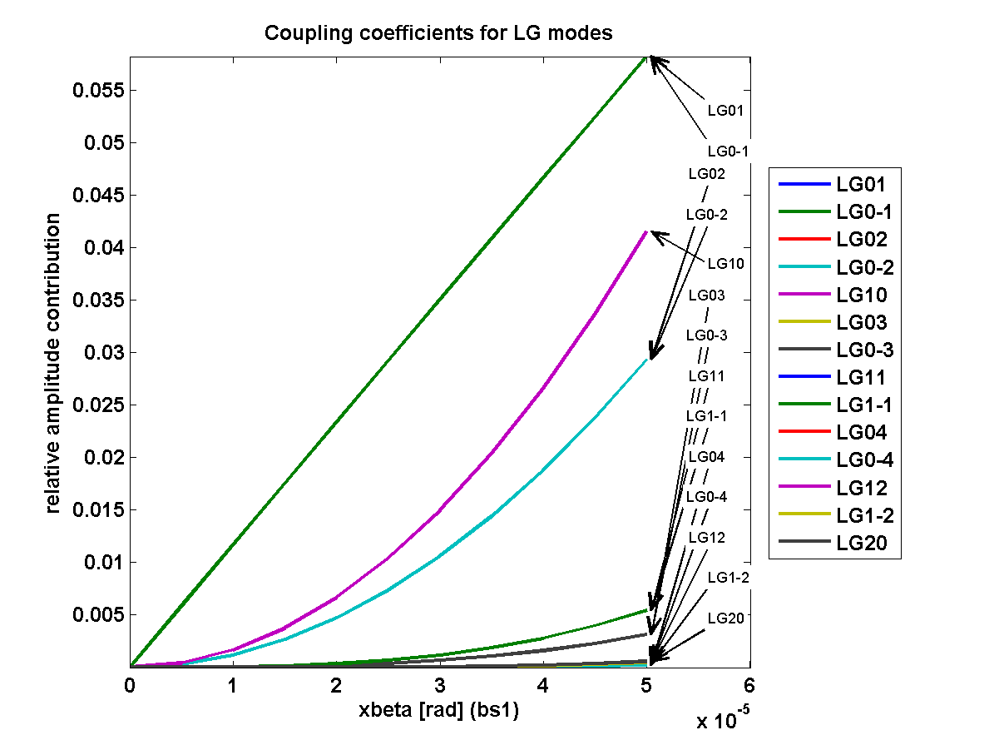 Coupling coefficients for LG modes
relative amplitude contribution
0.055
0.05
0.045
0.04
0.035
0.03
0.025
0.02
0.015
0.01
0.005
0
1
2
3
4
5
6
xbeta [rad] (bs1)
x 10-5
LG01
LG0-1
LG02
LG0-2
LG10
LG03
LG0-3
LG11
LG1-1
LG04
LG0-4
LG12
LG1-2
LG20
LG01
LG0-1
LG02
LG0-2
LG10
LG03
LG0-3
LG11
LG1-1
LG04
LG0-4
LG12
LG1-2
LG20